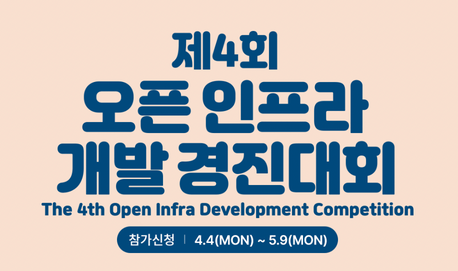 제4회
오픈 인프라
개발 경진대회
The 4th Open Infra Development Competition
참가신청 | 4.4(MON) ~ 5.9(MON)